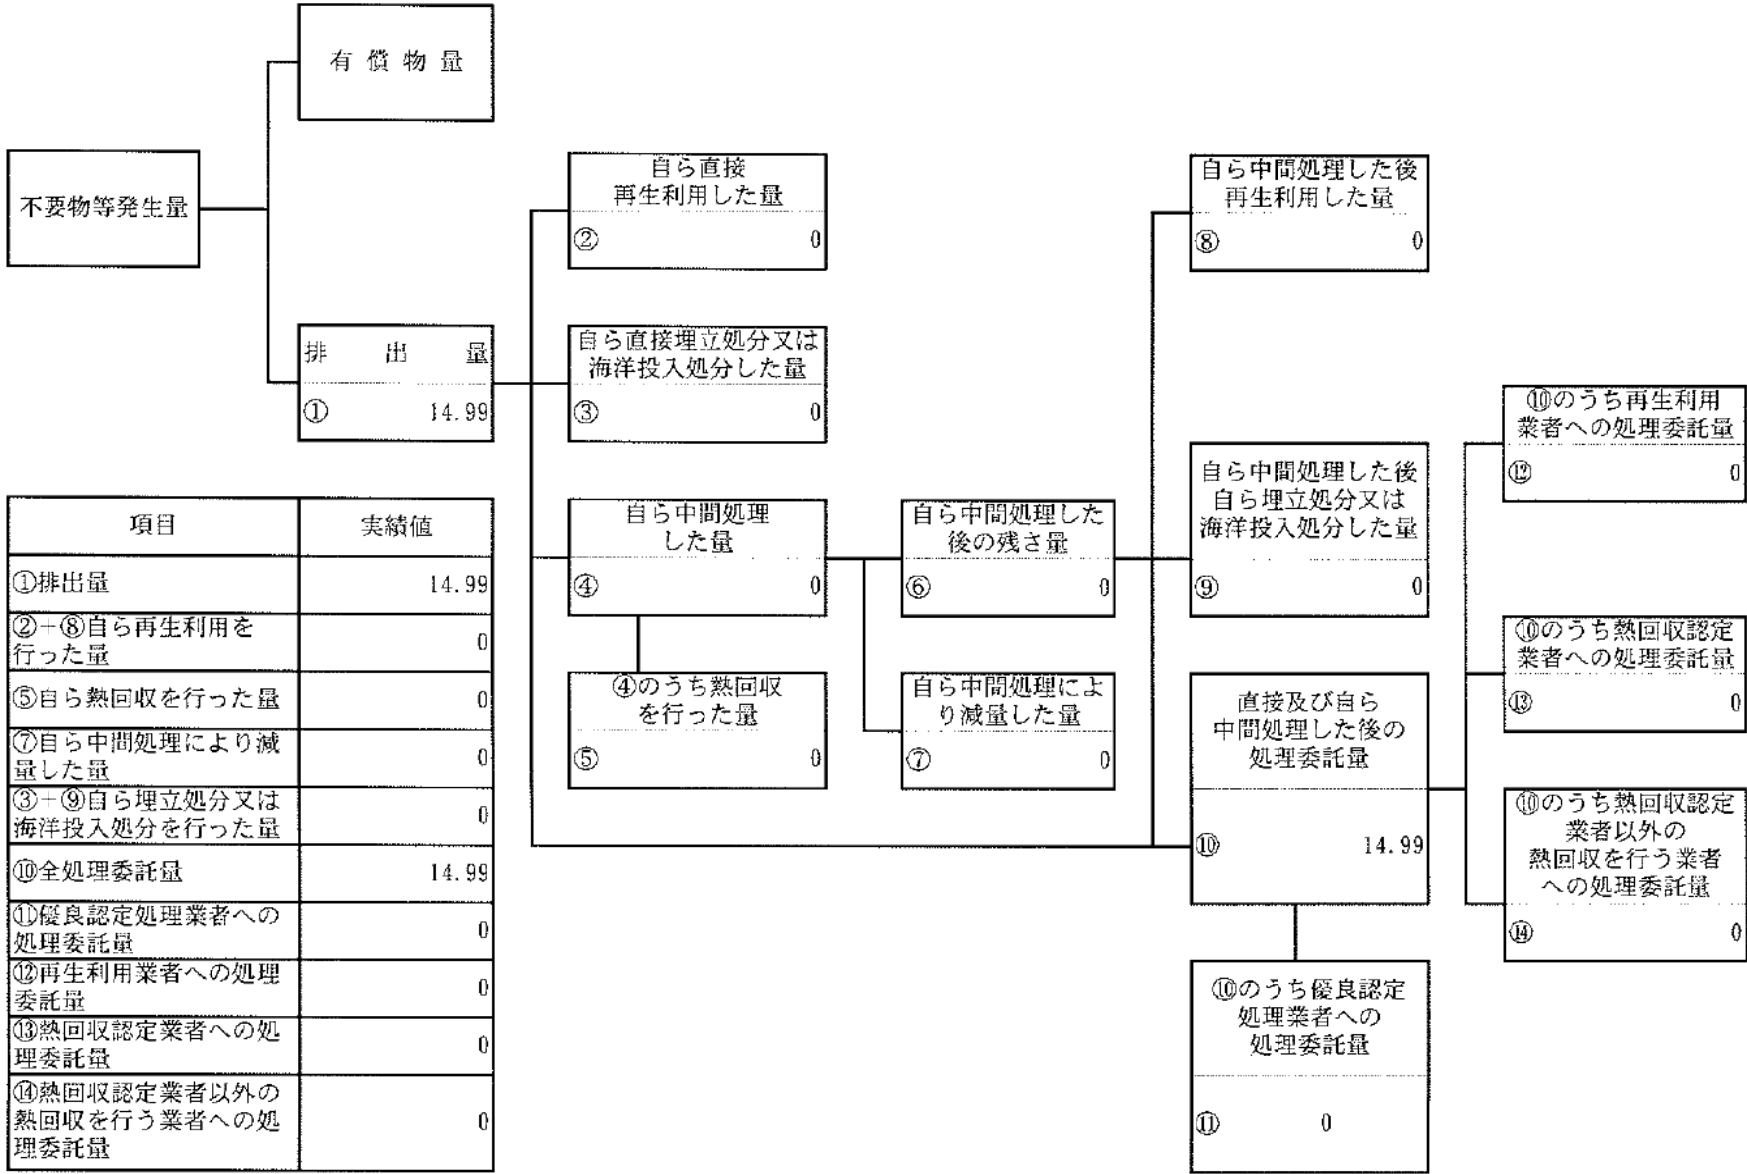 有償物量
不要物等発生量
排出量
① 14.99
自ら直接
再生利用した量
② 0
自ら直接埋立処分又は
海洋投入処分した量
③ 0
自ら中間処理
した量
④ 0
④のうち熱回収
を行った量
⑤ 0
自ら中間処理した
後の残さ量
⑥ 0
自ら中間処理によ
り減量した量
⑦ 0
自ら中間処理した後
再生利用した量
⑧ 0
自ら中間処理した後
自ら埋立処分又は
海洋投入処分した量
⑨ 0
直接及び自ら
中間処理した後の
処理委託量
⑩ 14.99
⑩のうち優良認定
処理業者への
処理委託量
⑪ 0
⑩のうち再生利用
業者への処理委託量
⑫ 0
⑩のうち熱回収認定
業者への処理委託量
⑬ 0
⑩のうち熱回収認定
業者以外の
熱回収を行う業者
への処理委託量
⑭ 0
項目 実績値
①排出量 14.99
②+⑧自ら再生利用を
行った量 0
⑤自ら熱回収を行った量 0
⑦自ら中間処理により減
量した量 0
③+⑨自ら埋立処分又は
海洋投入処分を行った量 0
⑩全処理委託量 14.99
⑪優良認定処理業者への
処理委託量 0
⑫再生利用業者への処理
委託量 0
⑬熱回収認定業者への処
理委託量 0
⑭熱回収認定業者以外の
熱回収を行う業者への処
理委託量 0